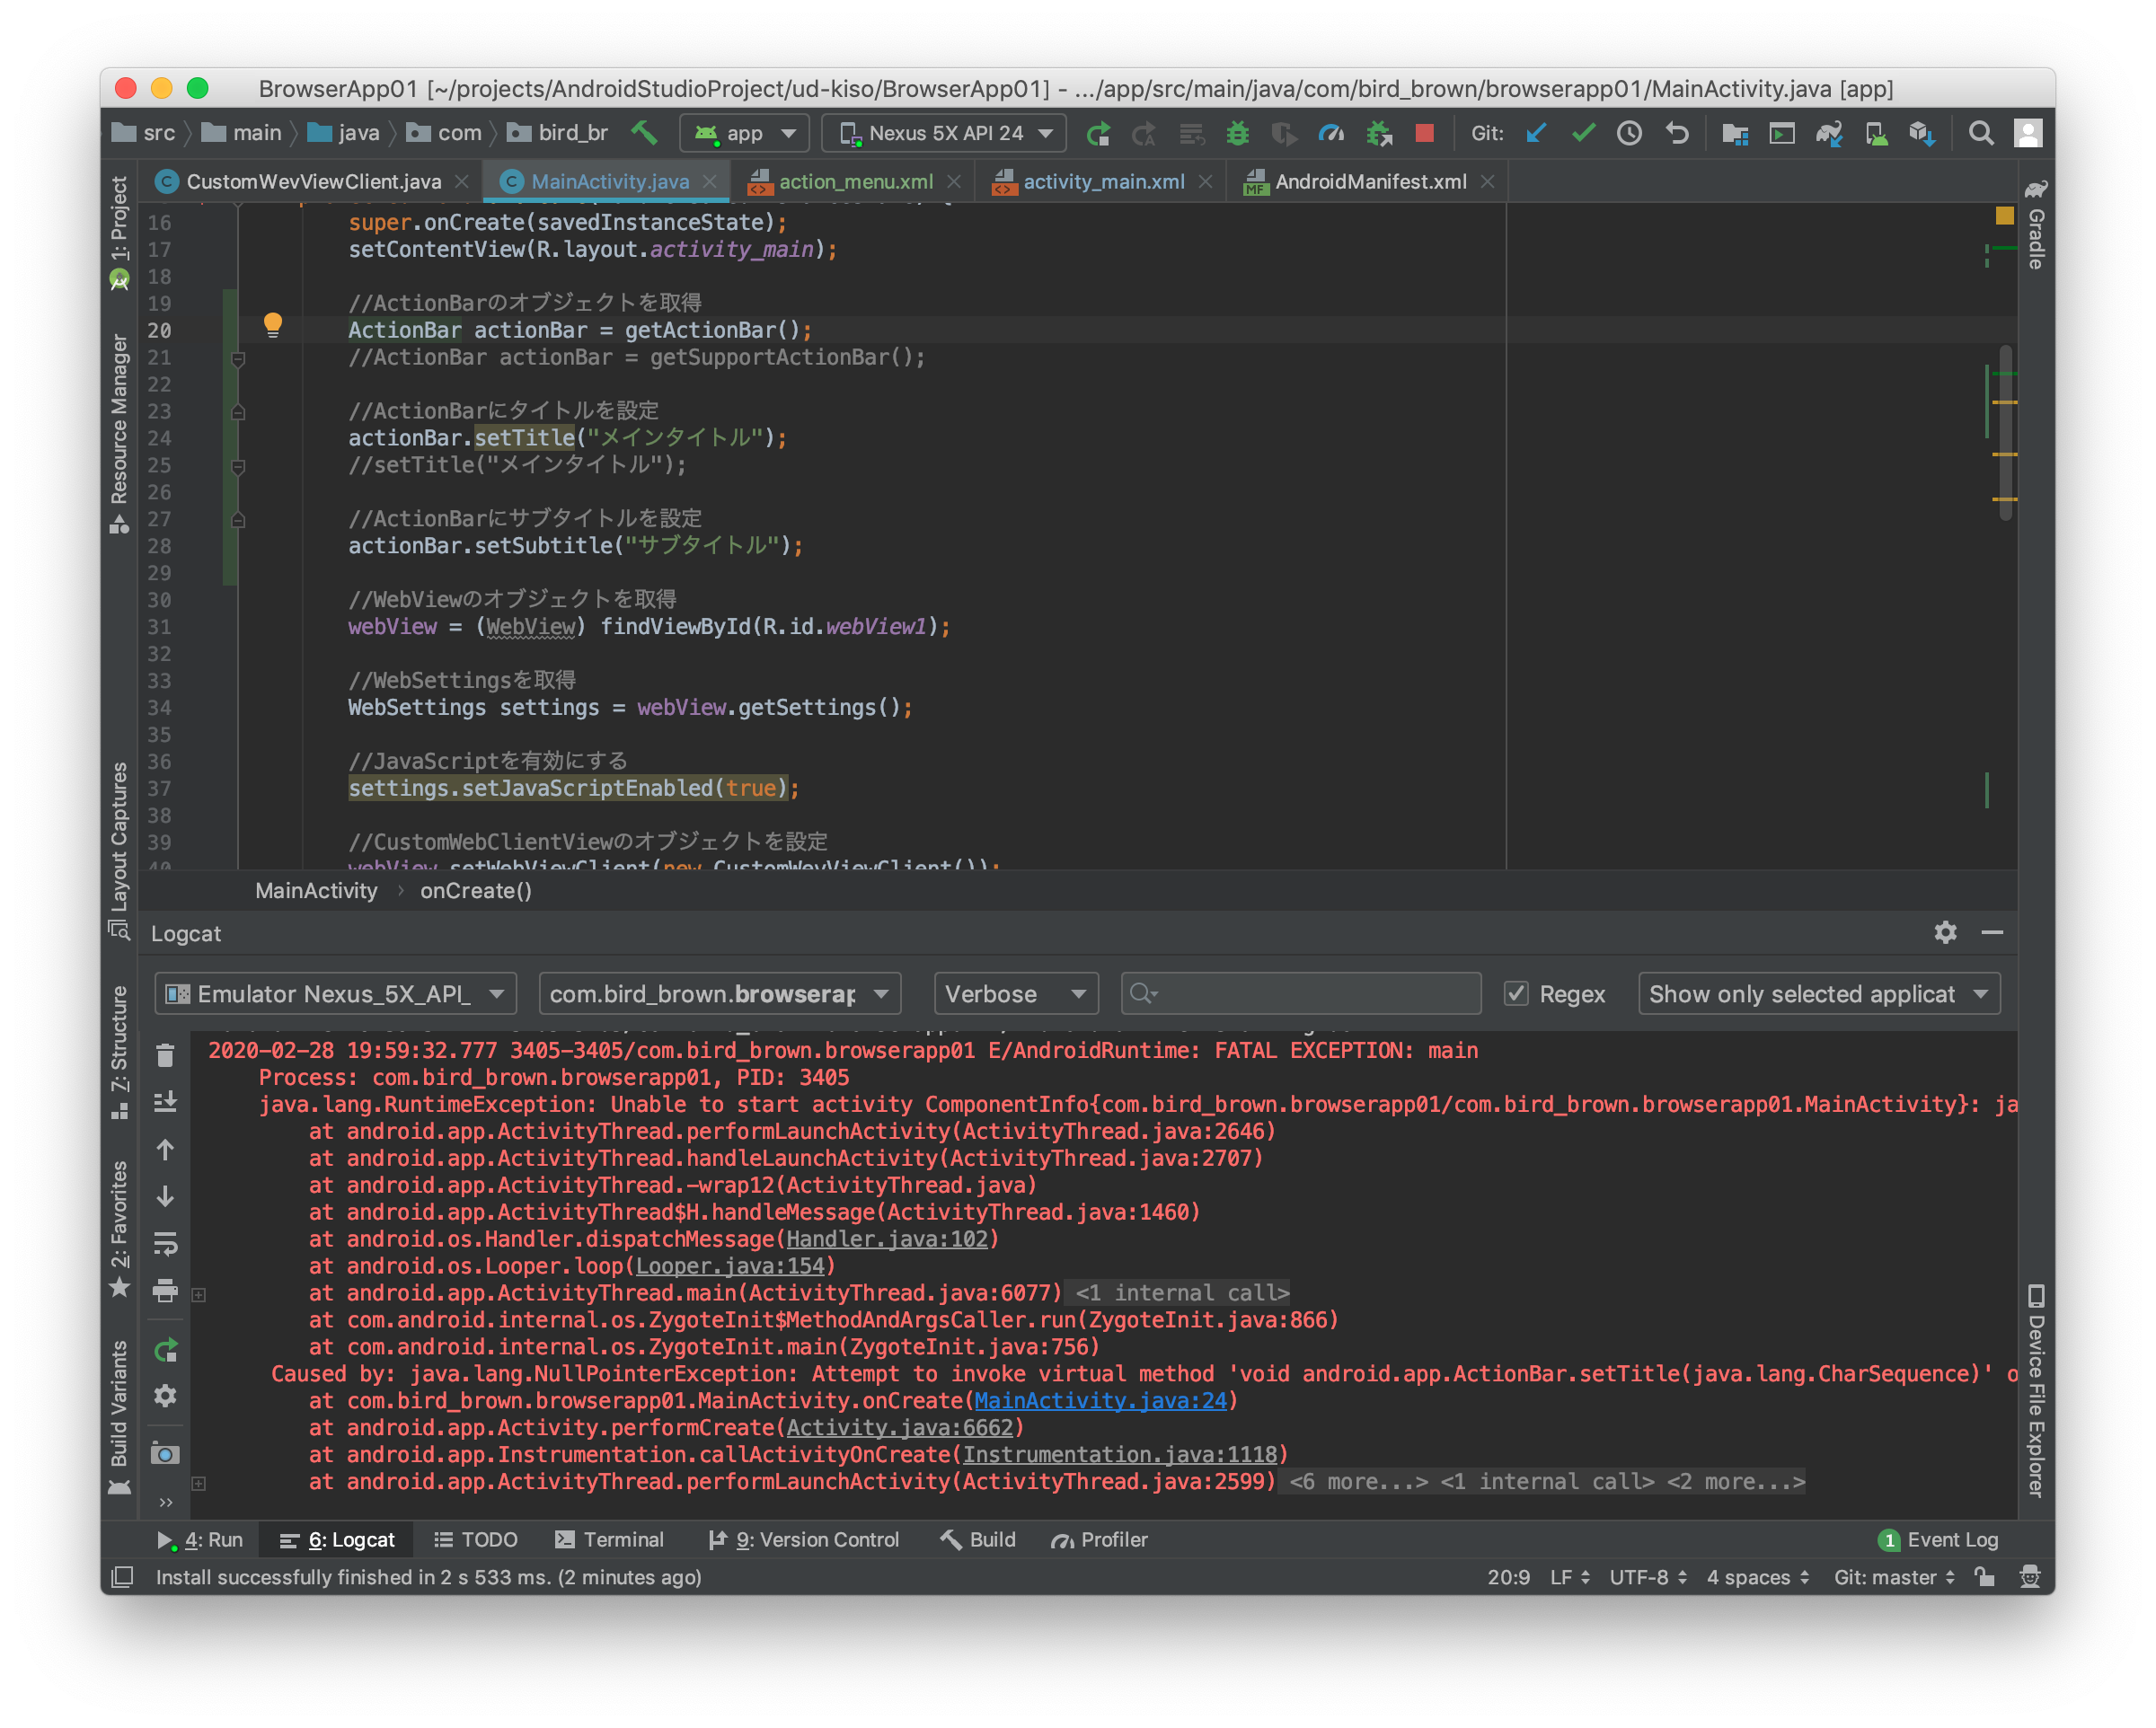 BrowserApp01 [~/projects/AndroidStudioProject/ud-kiso/BrowserApp01] - .../app/src/main/java/com/bird_brown/browserapp01/MainActivity.java [app]
src main java com bird_br app Nexus 5X API 24 Git:
CustomWevViewClient.java MainActivity.java action_menu.xml activity_main.xml AndroidManifest.xml
1: Project
Resource Manager
Layout Captures
7: Structure
2: Favorites
Build Variants
Gradle
Device File Explorer
16 super.onCreate(savedInstanceState);
17 setContentView(R.layout.activity_main);
18
19 //ActionBarのオブジェクトを取得
20 ActionBar actionBar = getActionBar();
21 //ActionBar actionBar = getSupportActionBar();
22
23 //ActionBarにタイトルを設定
24 actionBar.setTitle("メインタイトル");
25 //setTitle("メインタイトル");
26
27 //ActionBarにサブタイトルを設定
28 actionBar.setSubtitle("サブタイトル");
29
30 //WebViewのオブジェクトを取得
31 webView = (WebView) findViewById(R.id.webView1);
32
33 //WebSettingsを取得
34 WebSettings settings = webView.getSettings();
35
36 //JavaScriptを有効にする
37 settings.setJavaScriptEnabled(true);
38
39 //CustomWebClientViewのオブジェクトを設定
40 webView.setWebViewClient(new CustomWevViewClient());
MainActivity › onCreate()
Logcat
Emulator Nexus_5X_API_ com.bird_brown.browserap Verbose Regex Show only selected applicat
2020-02-28 19:59:32.777 3405-3405/com.bird_brown.browserapp01 E/AndroidRuntime: FATAL EXCEPTION: main
Process: com.bird_brown.browserapp01, PID: 3405
java.lang.RuntimeException: Unable to start activity ComponentInfo{com.bird_brown.browserapp01/com.bird_brown.browserapp01.MainActivity}: ja
at android.app.ActivityThread.performLaunchActivity(ActivityThread.java:2646)
at android.app.ActivityThread.handleLaunchActivity(ActivityThread.java:2707)
at android.app.ActivityThread.-wrap12(ActivityThread.java)
at android.app.ActivityThread$H.handleMessage(ActivityThread.java:1460)
at android.os.Handler.dispatchMessage(Handler.java:102)
at android.os.Looper.loop(Looper.java:154)
at android.app.ActivityThread.main(ActivityThread.java:6077) <1 internal call>
at com.android.internal.os.ZygoteInit$MethodAndArgsCaller.run(ZygoteInit.java:866)
at com.android.internal.os.ZygoteInit.main(ZygoteInit.java:756)
Caused by: java.lang.NullPointerException: Attempt to invoke virtual method 'void android.app.ActionBar.setTitle(java.lang.CharSequence)' o
at com.bird_brown.browserapp01.MainActivity.onCreate(MainActivity.java:24)
at android.app.Activity.performCreate(Activity.java:6662)
at android.app.Instrumentation.callActivityOnCreate(Instrumentation.java:1118)
at android.app.ActivityThread.performLaunchActivity(ActivityThread.java:2599) <6 more...> <1 internal call> <2 more...>
4: Run 6: Logcat TODO Terminal 9: Version Control Build Profiler 1 Event Log
Install successfully finished in 2 s 533 ms. (2 minutes ago) 20:9 LF UTF-8 4 spaces Git: master